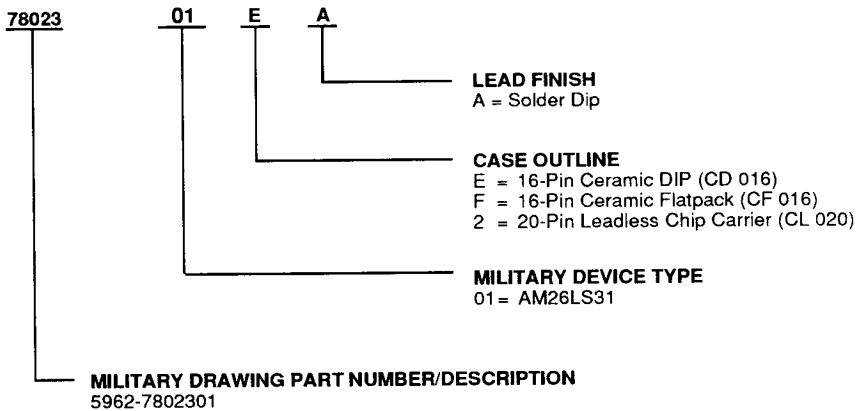 78023 01 E A
LEAD FINISH
A = Solder Dip
CASE OUTLINE
E = 16-Pin Ceramic DIP (CD 016)
F = 16-Pin Ceramic Flatpack (CF 016)
2 = 20-Pin Leadless Chip Carrier (CL 020)
MILITARY DEVICE TYPE
01 = AM26LS31
MILITARY DRAWING PART NUMBER/DESCRIPTION
5962-7802301